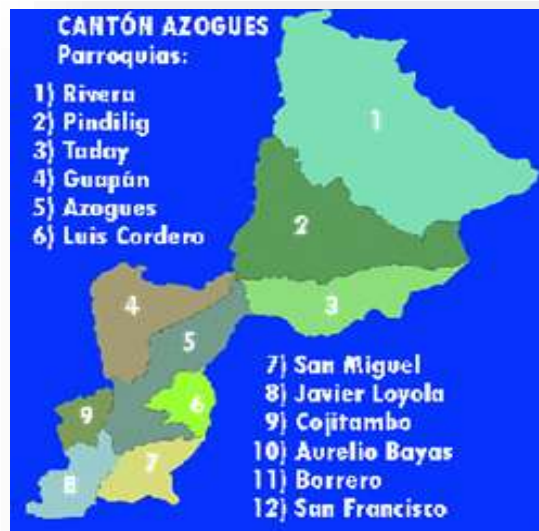 CANTÓN AZOGUES
Parroquias:
1) Rivera
2) Pindilig
3) Taday
4) Guapán
5) Azogues
6) Luis Cordero
1
2
3
4
5
6
9
7
8
7) San Miguel
8) Javier Loyola
9) Cojitambo
10) Aurelio Bayas
11) Borrero
12) San Francisco